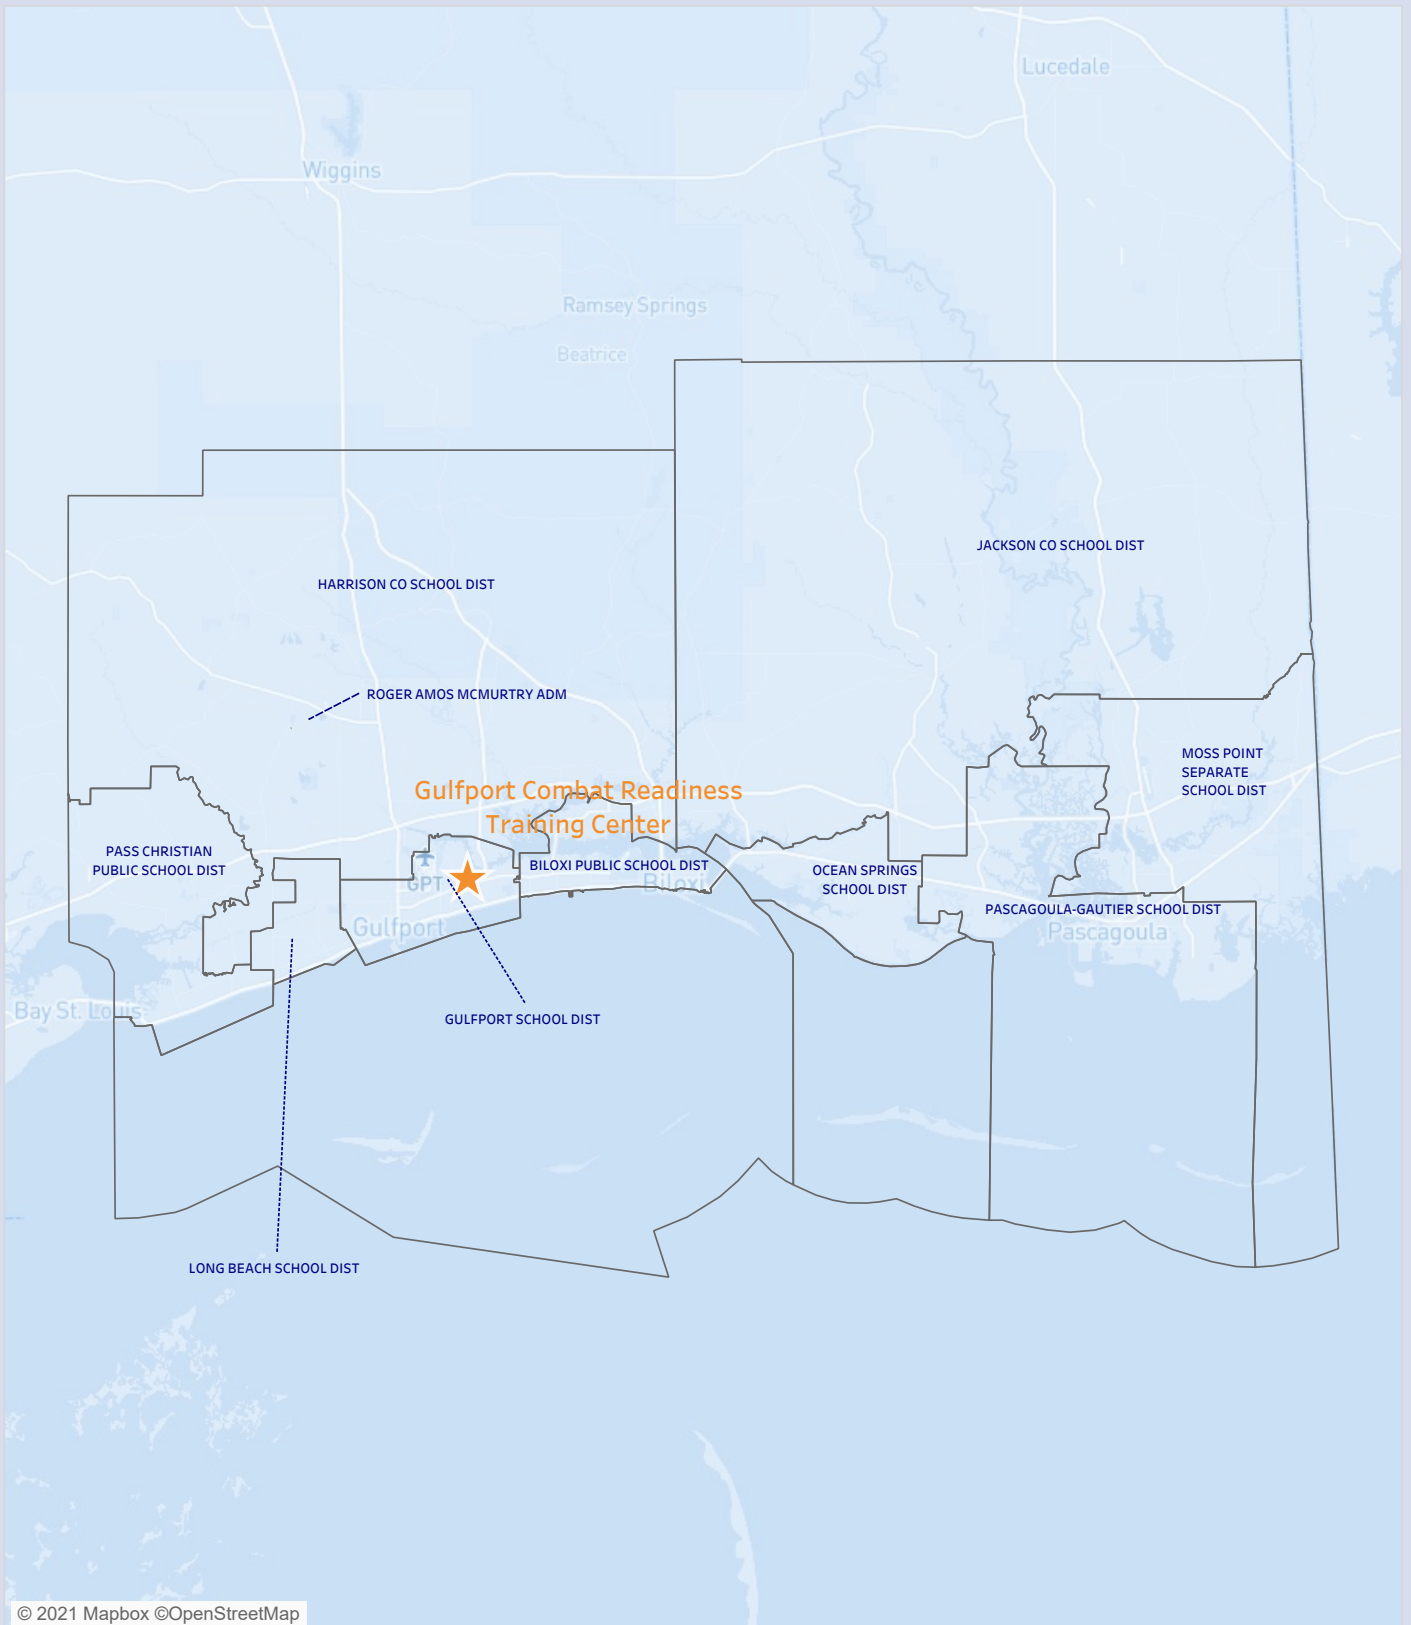 Lucedale
Wiggins
Ramsey Springs
Beatrice
JACKSON CO SCHOOL DIST
HARRISON CO SCHOOL DIST
ROGER AMOS MCMURTRY ADM
MOSS POINT
SEPARATE
SCHOOL DIST
Gulfport Combat Readiness
Training Center
PASS CHRISTIAN
PUBLIC SCHOOL DIST
BILOXI PUBLIC SCHOOL DIST
OCEAN SPRINGS
SCHOOL DIST
GPT
Biloxi
PASCAGOULA-GAUTIER SCHOOL DIST
Gulfport
Pascagoula
Bay St. Louis
GULFPORT SCHOOL DIST
LONG BEACH SCHOOL DIST
© 2021 Mapbox ©OpenStreetMap